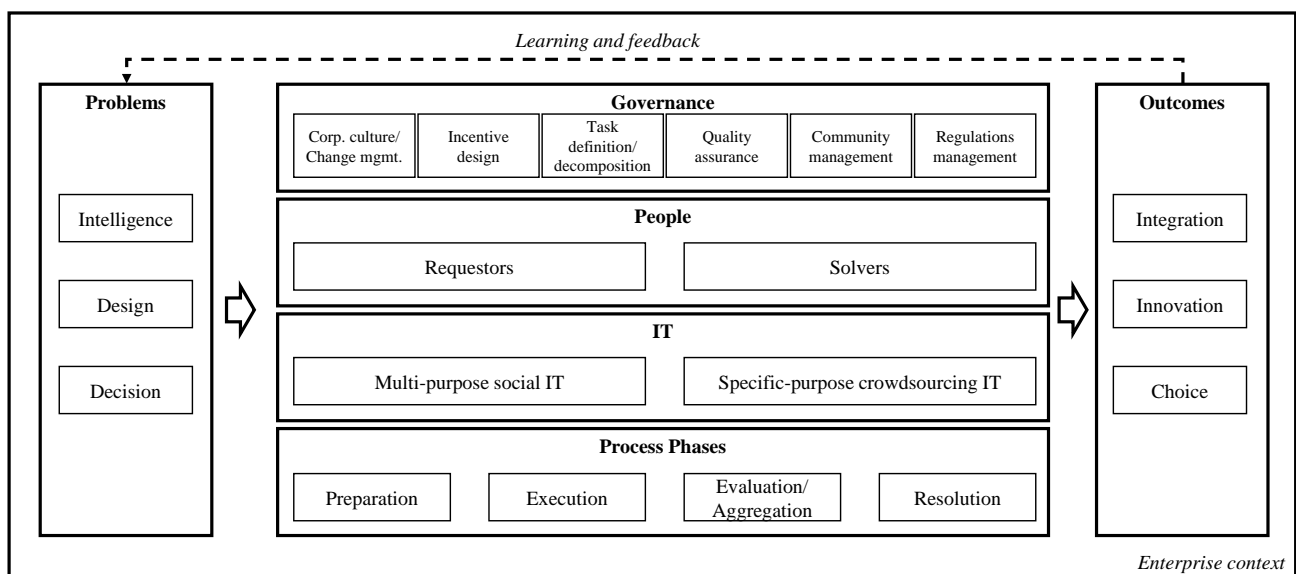 Learning and feedback
Problems
Intelligence
Design
Decision
Governance
Corp. culture/
Change mgmt.
Incentive
design
Task
definition/
decomposition
Quality
assurance
Community
management
Regulations
management
People
Requestors
Solvers
IT
Multi-purpose social IT
Specific-purpose crowdsourcing IT
Process Phases
Preparation
Execution
Evaluation/
Aggregation
Resolution
Outcomes
Integration
Innovation
Choice
Enterprise context